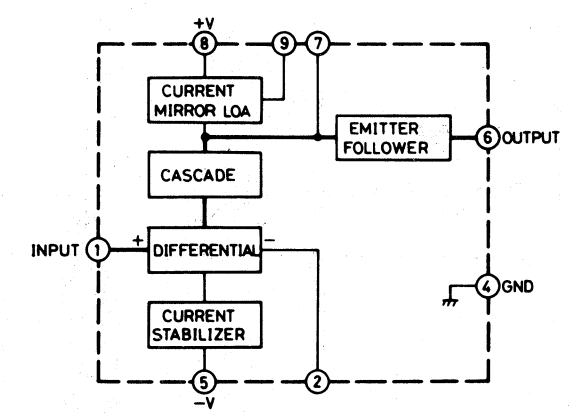 +V
8
9
7
CURRENT
MIRROR LOA
EMITTER
FOLLOWER
6 OUTPUT
CASCADE
INPUT 1
+ DIFFERENTIAL -
4 GND
CURRENT
STABILIZER
5
2
-V